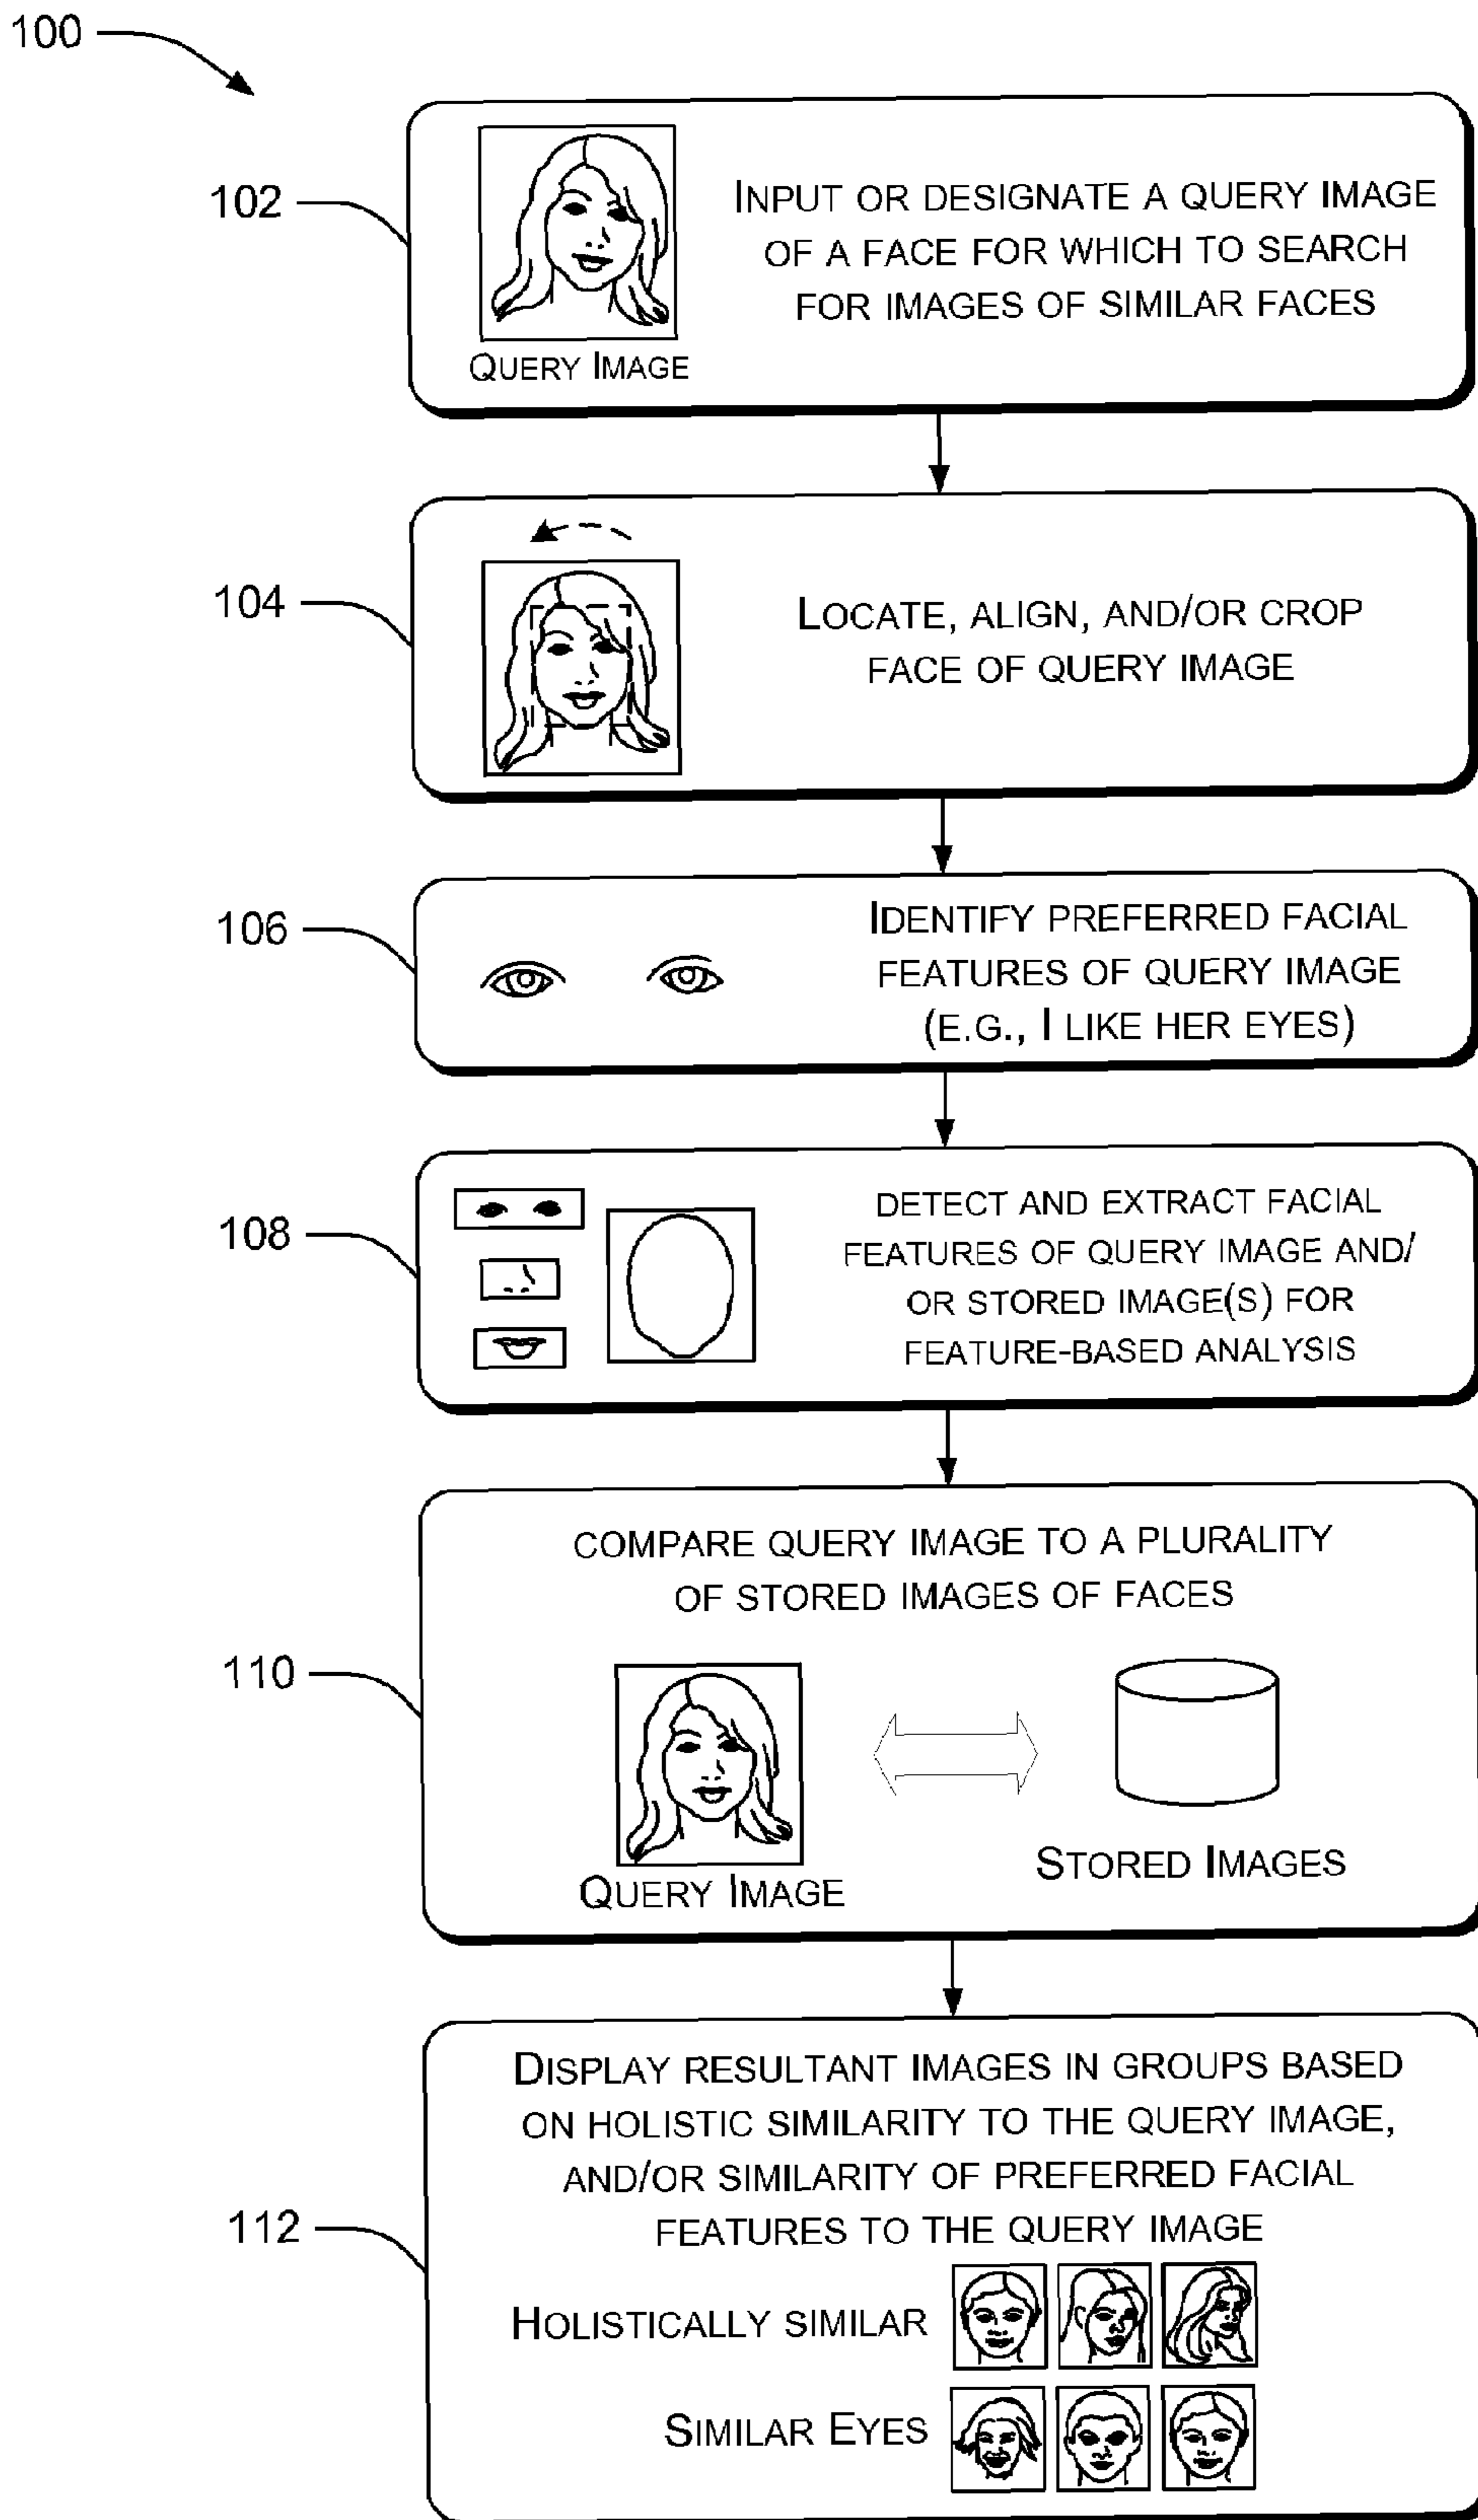 100
102
INPUT OR DESIGNATE A QUERY IMAGE
OF A FACE FOR WHICH TO SEARCH
FOR IMAGES OF SIMILAR FACES
QUERY IMAGE
104
LOCATE, ALIGN, AND/OR CROP
FACE OF QUERY IMAGE
106
IDENTIFY PREFERRED FACIAL
FEATURES OF QUERY IMAGE
(E.G., I LIKE HER EYES)
108
DETECT AND EXTRACT FACIAL
FEATURES OF QUERY IMAGE AND/
OR STORED IMAGE(S) FOR
FEATURE-BASED ANALYSIS
110
COMPARE QUERY IMAGE TO A PLURALITY
OF STORED IMAGES OF FACES
QUERY IMAGE
STORED IMAGES
112
DISPLAY RESULTANT IMAGES IN GROUPS BASED
ON HOLISTIC SIMILARITY TO THE QUERY IMAGE,
AND/OR SIMILARITY OF PREFERRED FACIAL
FEATURES TO THE QUERY IMAGE
HOLISTICALLY SIMILAR
SIMILAR EYES